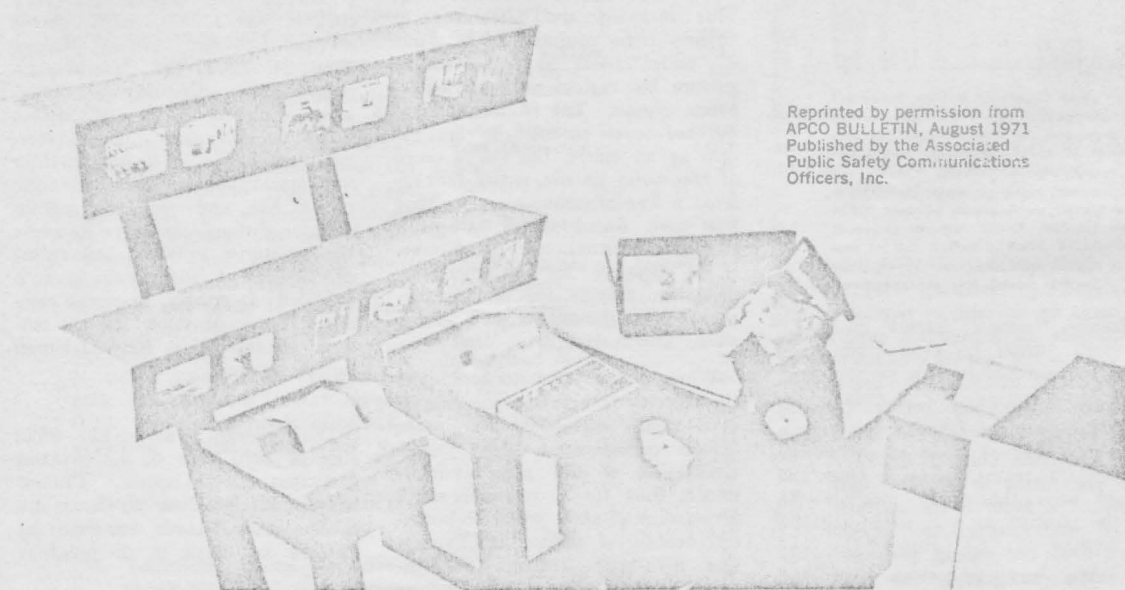 Reprinted by permission from
APCO BULLETIN, August 1971
Published by the Associated
Public Safety Communications
Officers, Inc.